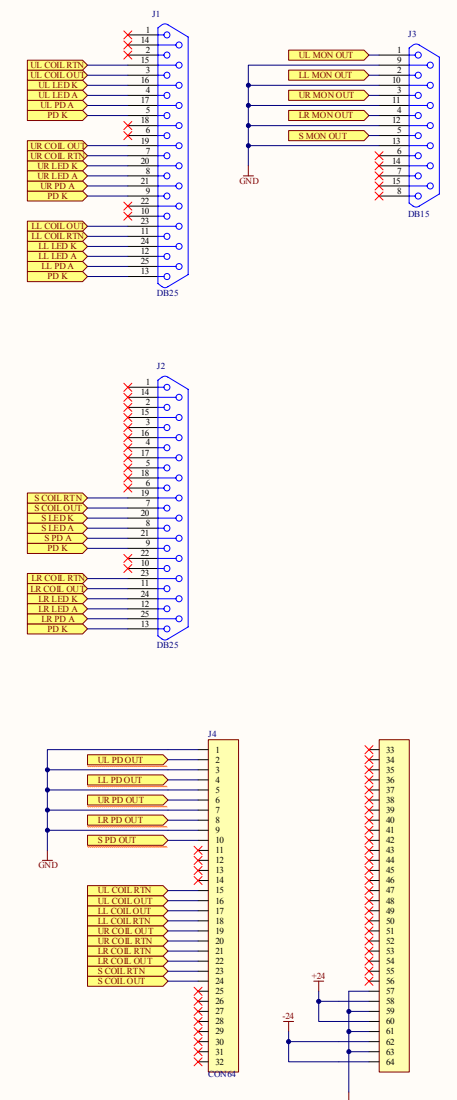 J1
1
14
2
UL COIL RTN 15
UL COIL OUT 3
UL LED K 16
UL LED A 4
UL PD A 17
PD K 5
18
6
UR COIL OUT 19
UR COIL RTN 7
UR LED K 20
UR LED A 8
UR PD A 21
PD K 9
22
10
LL COIL OUT 23
LL COIL RTN 11
LL LED K 24
LL LED A 12
LL PD A 25
PD K 13
DB25
J3
UL MON OUT 1
9
LL MON OUT 2
10
UR MON OUT 3
11
LR MON OUT 4
12
S MON OUT 5
13
6
14
7
15
8
GND
DB15
J2
1
14
2
15
3
16
4
17
5
18
6
S COIL RTN 19
S COIL OUT 7
S LED K 20
S LED A 8
S PD A 21
PD K 9
22
10
LR COIL RTN 23
LR COIL OUT 11
LR LED K 24
LR LED A 12
LR PD A 25
PD K 13
DB25
J4
1
UL PD OUT 2
3
LL PD OUT 4
5
UR PD OUT 6
7
LR PD OUT 8
9
S PD OUT 10
GND
11
12
13
14
UL COIL RTN 15
UL COIL OUT 16
LL COIL OUT 17
LL COIL RTN 18
UR COIL OUT 19
UR COIL RTN 20
LR COIL RTN 21
LR COIL OUT 22
S COIL RTN 23
S COIL OUT 24
25
26
27
28
29
30
31
32
CON64
33
34
35
36
37
38
39
40
41
42
43
44
45
46
47
48
49
50
51
52
53
54
55
56
+24
57
58
59
60
-24
61
62
63
64